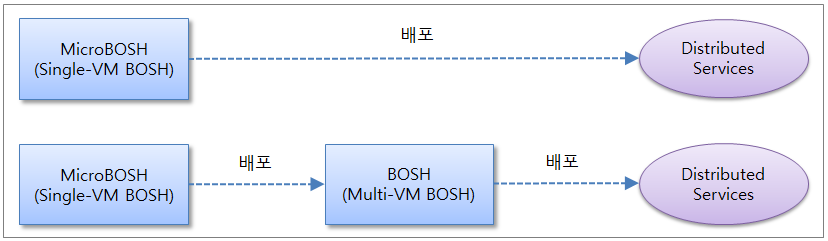 MicroBOSH
(Single-VM BOSH)
배포
Distributed
Services
MicroBOSH
(Single-VM BOSH)
배포
BOSH
(Multi-VM BOSH)
배포
Distributed
Services